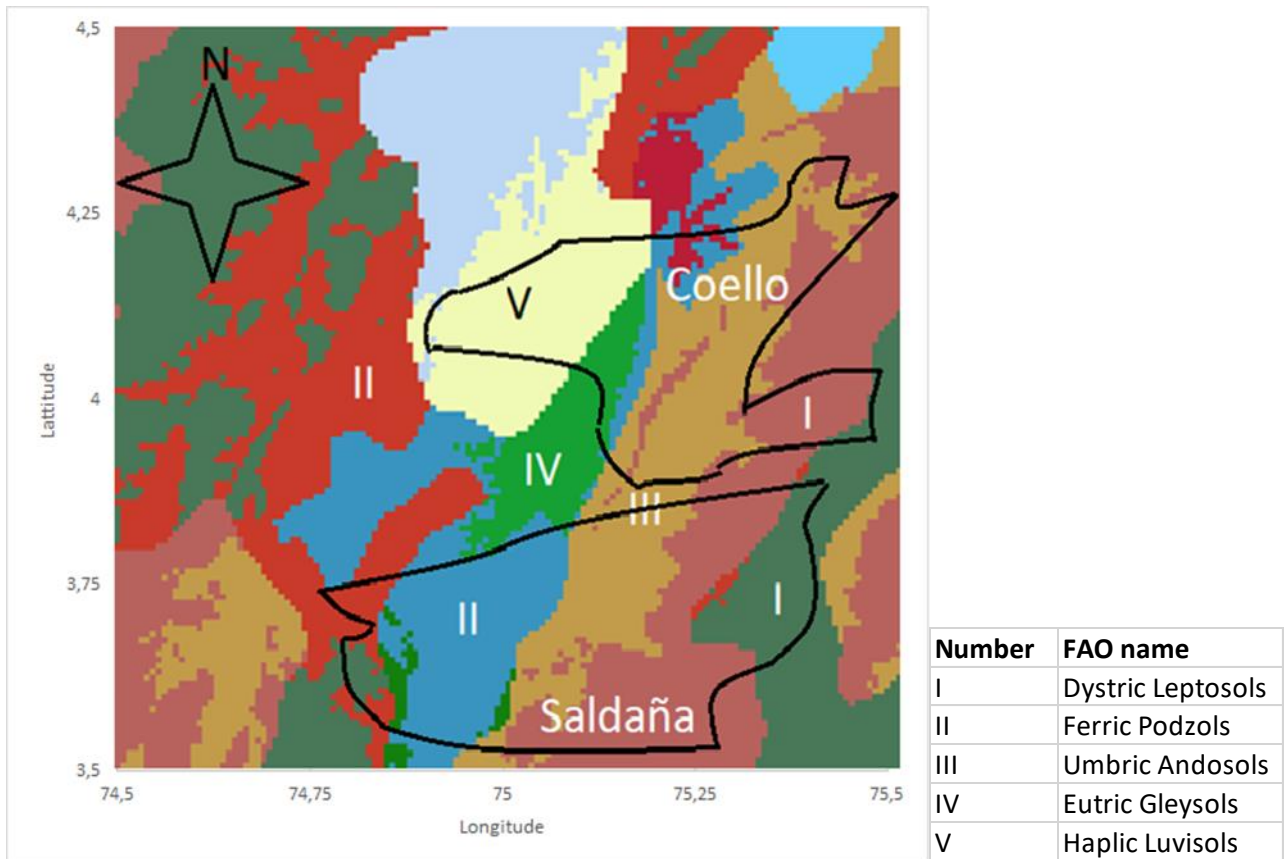 4,5
N
4,25
Coello
V
Lattitude
4
II
I
IV
III
3,75
II
I
Saldaña
3,5
74,5 74,75 75 75,25 75,5
Longitude
Number FAO name
I Dystric Leptosols
II Ferric Podzols
III Umbric Andosols
IV Eutric Gleysols
V Haplic Luvisols